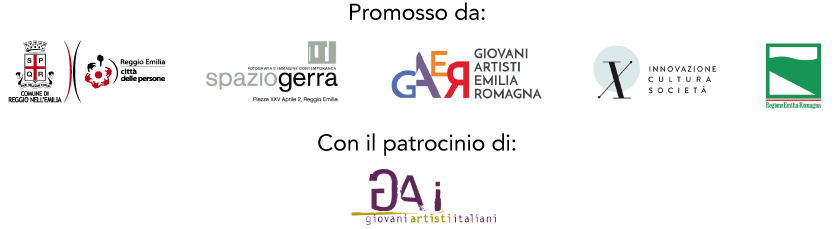 Promosso da:
S P
Q R
COMUNE DI
REGGIO NELL'EMILIA
Reggio Emilia
città
delle persone
FOTOGRAFIA E IMMAGINE CONTEMPORANEA
spaziogerra
Piazza XXV Aprile 2, Reggio Emilia
GAER
GIOVANI
ARTISTI
EMILIA
ROMAGNA
X
INNOVAZIONE
CULTURA
SOCIETÀ
Regione Emilia-Romagna
Con il patrocinio di:
GAi
giovaniartistiitaliani